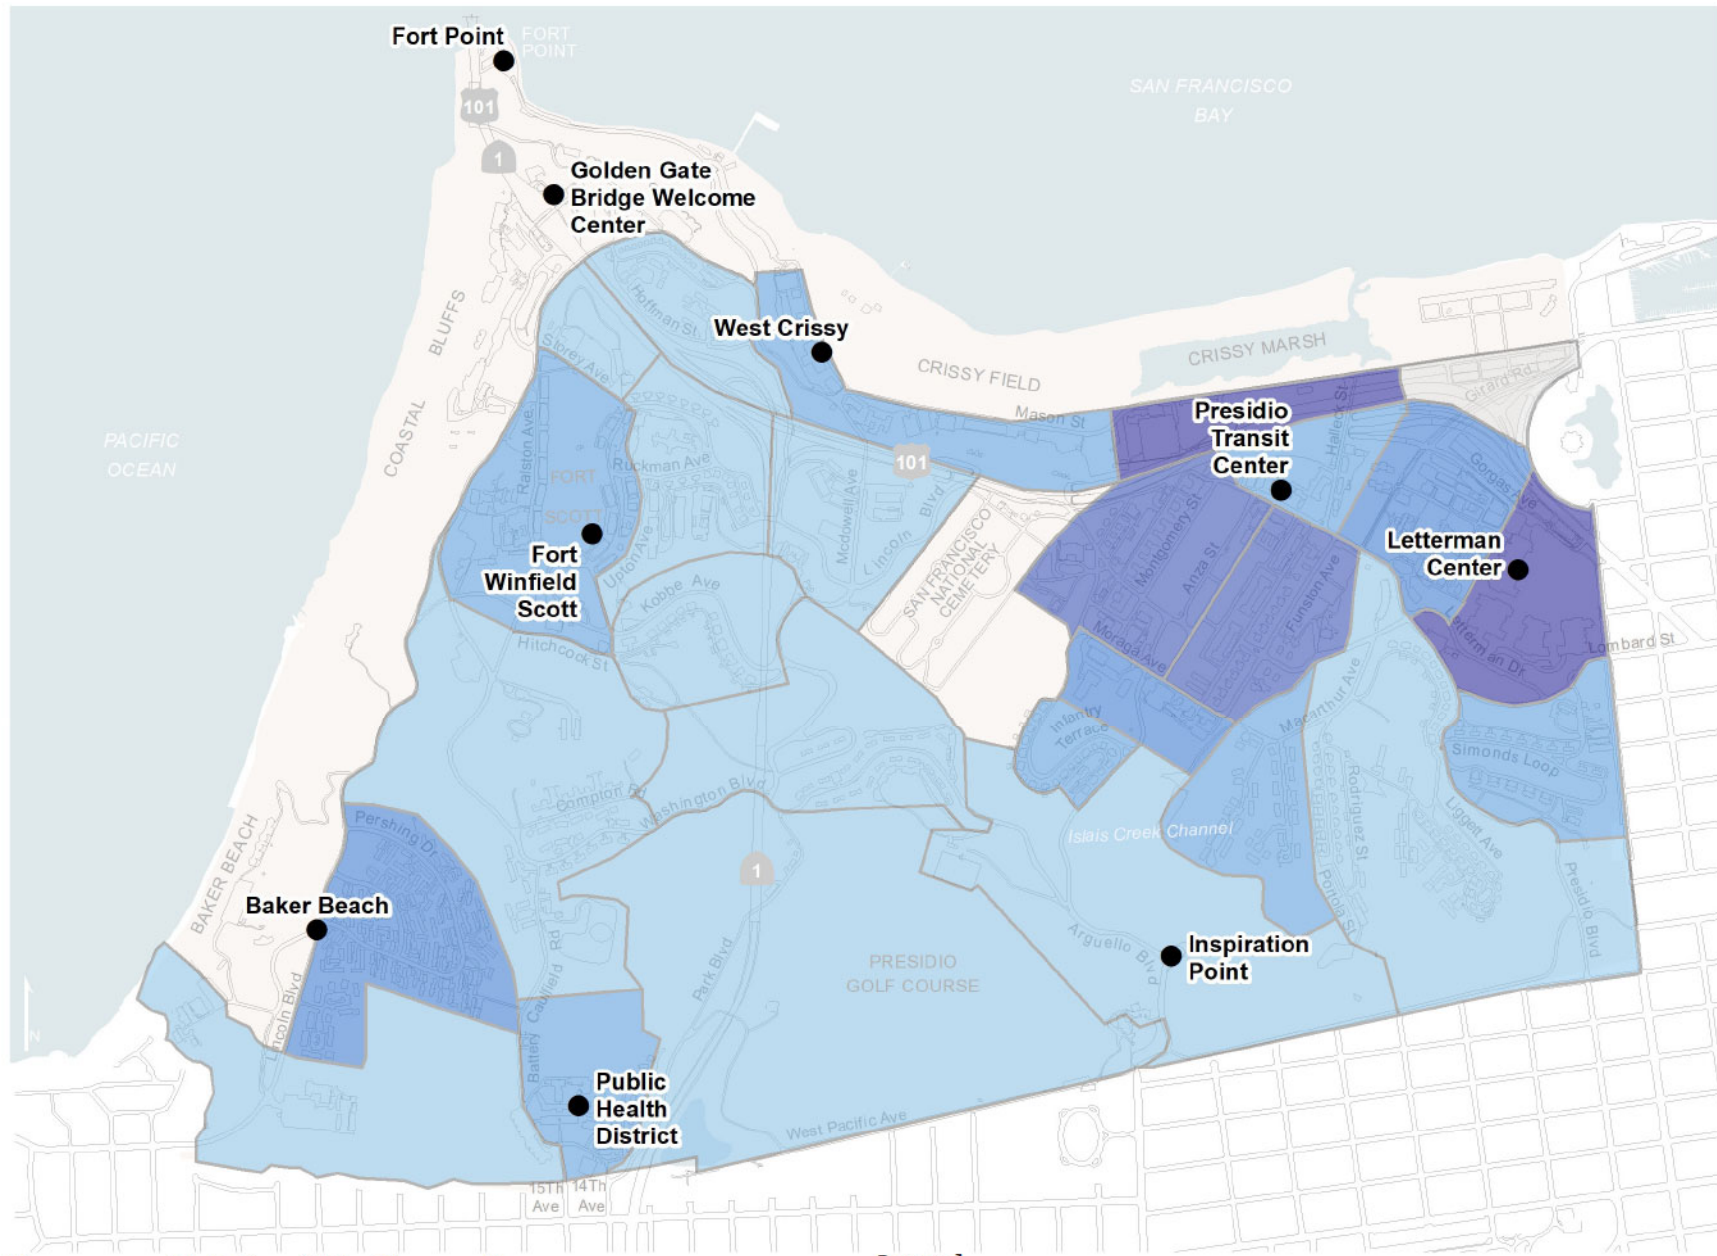 Fort Point
FORT
POINT
101
1
SAN FRANCISCO
BAY
Golden Gate
Bridge Welcome
Center
Hoffman St
West Crissy
Storey Ave
COASTAL BLUFFS
CRISSY FIELD
CRISSY MARSH
Mason St
Girard Rd
PACIFIC
OCEAN
Presidio
Transit
Center
Halleck St
101
Ralston Ave
Ruckman Ave
FORT
SCOTT
Mcdowell Ave
Lincoln Blvd
Gorgas Ave
Fort
Winfield
Scott
Upton Ave
Kobbe Ave
SAN FRANCISCO
NATIONAL
CEMETERY
Montgomery St
Anza St
Funston Ave
Letterman
Center
Letterman Dr
Lombard St
Hitchcock St
Moraga Ave
Infantry
Terrace
Macarthur Ave
Simonds Loop
Compton Rd
Washington Blvd
Rodriguez St
Liggett Ave
Islais Creek Channel
Pershing Dr
BAKER BEACH
1
Baker Beach
Portola St
Presidio Blvd
Arguello Blvd
Inspiration
Point
PRESIDIO
GOLF COURSE
Park Blvd
Battery Caulfield Rd
Lincoln Blvd
N
Public
Health
District
West Pacific Ave
15Th
Ave
14Th
Ave